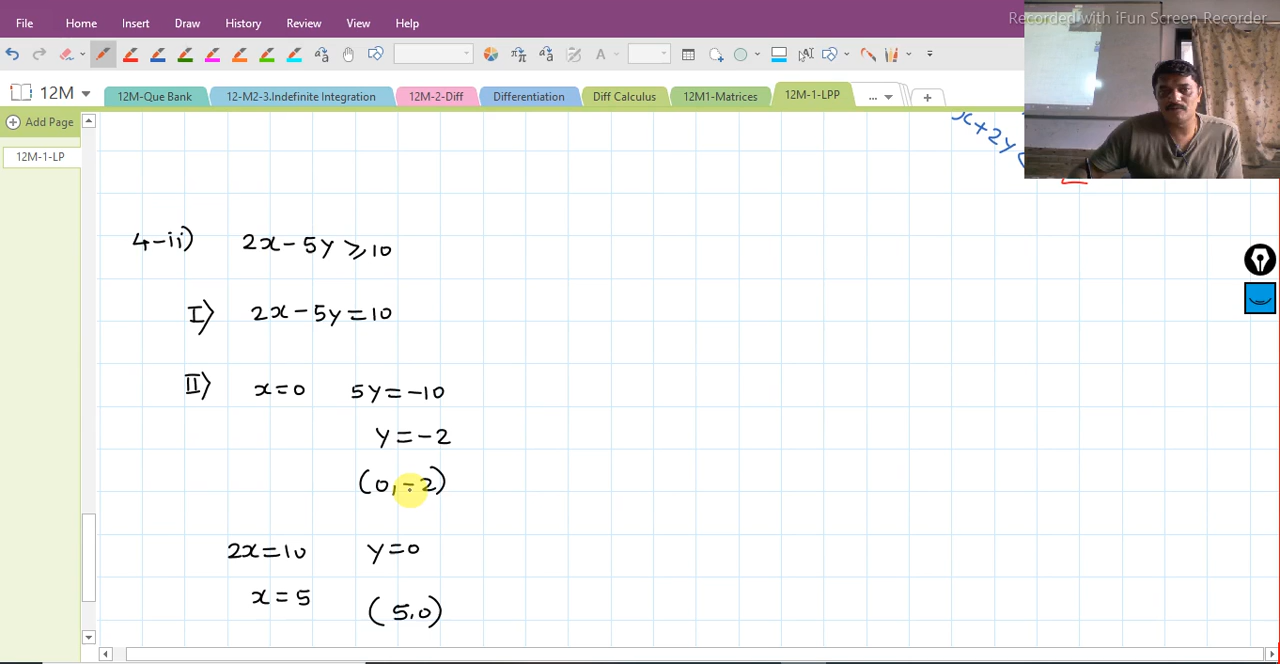 File Home Insert Draw History Review View Help
Recorded with iFun Screen Recorder
12M 12M-Que Bank 12-M2-3.Indefinite Integration 12M-2-Diff Differentiation Diff Calculus 12M1-Matrices 12M-1-LPP ...
Add Page
12M-1-LP
x+2y
4-ii) 2x-5y ≥ 10
I) 2x-5y=10
II) x=0 5y=-10
y=-2
(0,-2)
2x=10 y=0
x=5 (5,0)